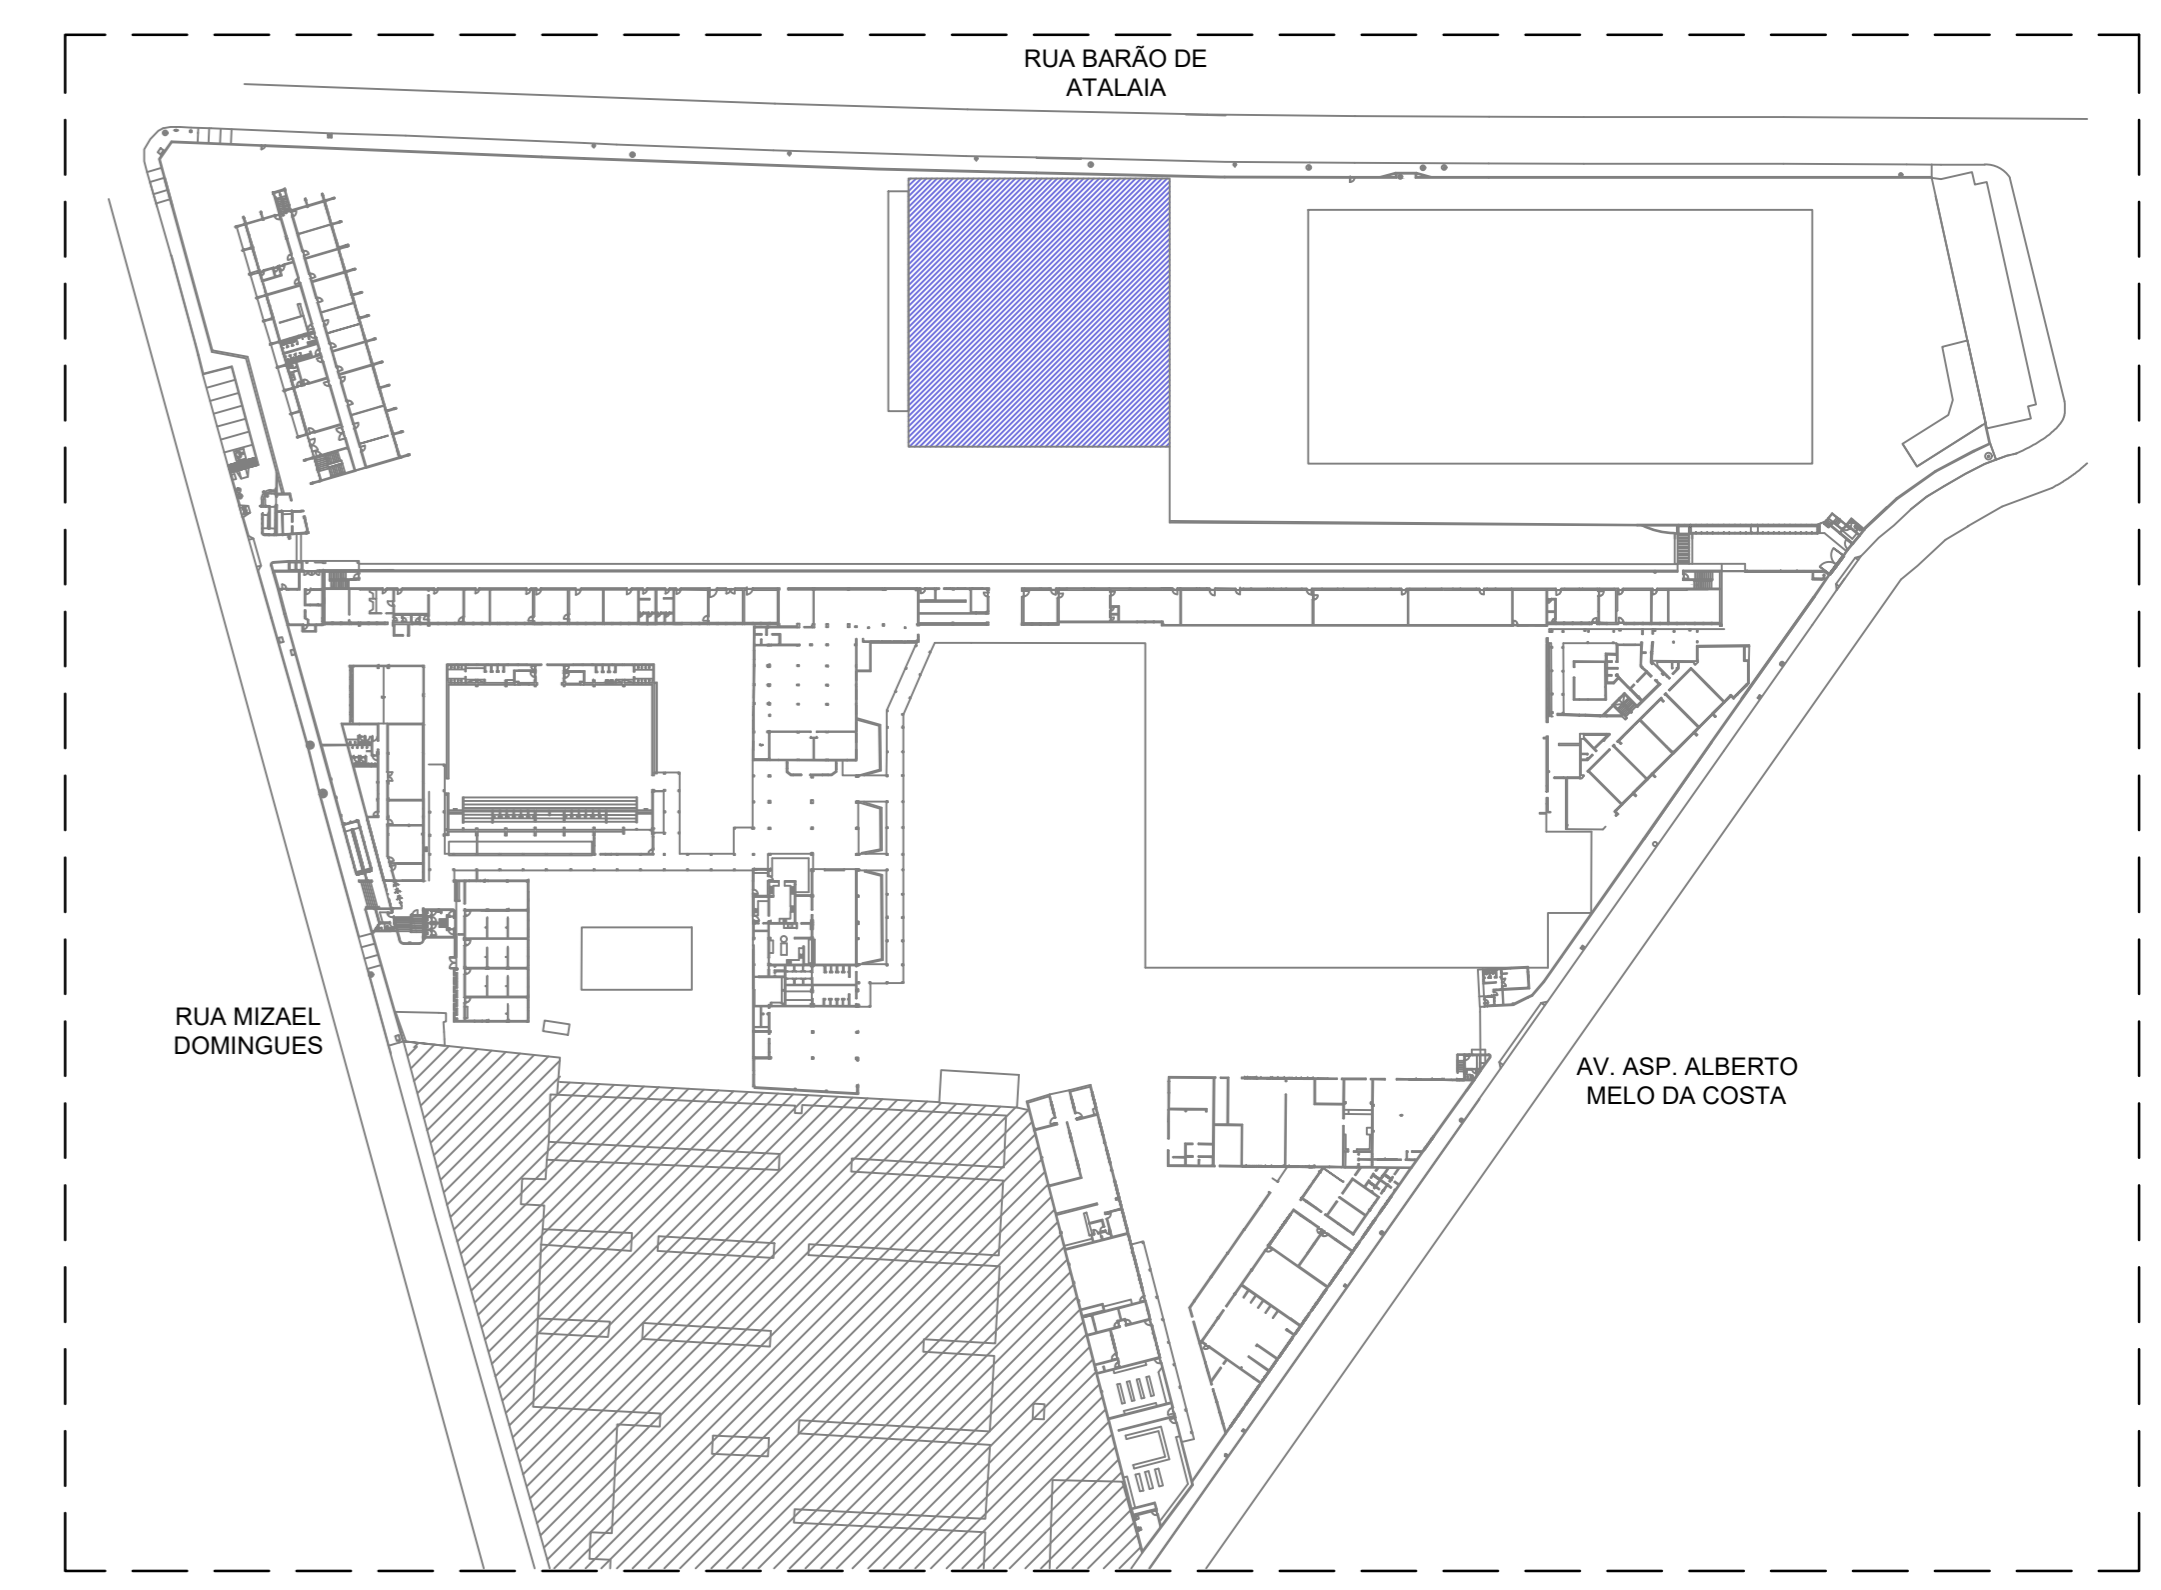 RUA BARÃO DE
ATALAIA
RUA MIZAEL
DOMINGUES
AV. ASP. ALBERTO
MELO DA COSTA